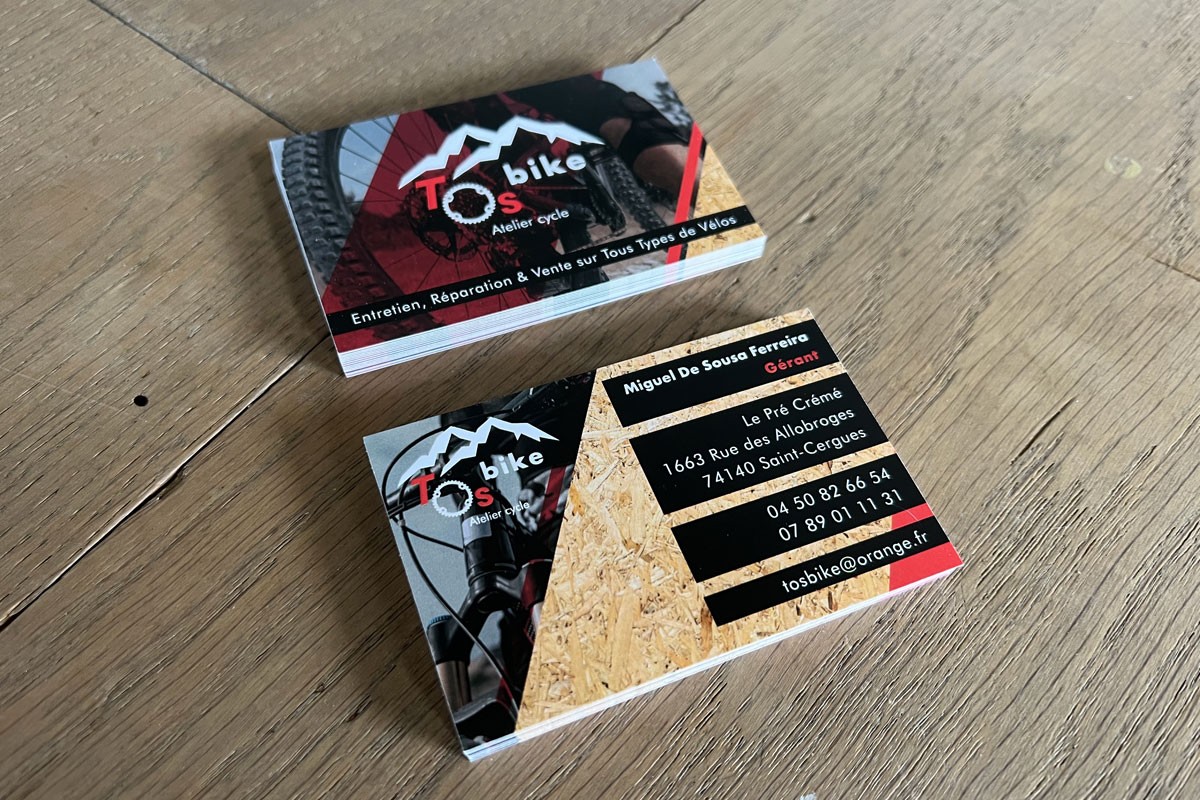 bike
Tos
Atelier cycle
Entretien, Réparation & Vente sur Tous Types de Vélos
bike
Tos
Atelier cycle
Miguel De Sousa Ferreira
Gérant
Le Pré Crémé
1663 Rue des Allobroges
74140 Saint-Cergues
04 50 82 66 54
07 89 01 11 31
tosbike@orange.fr